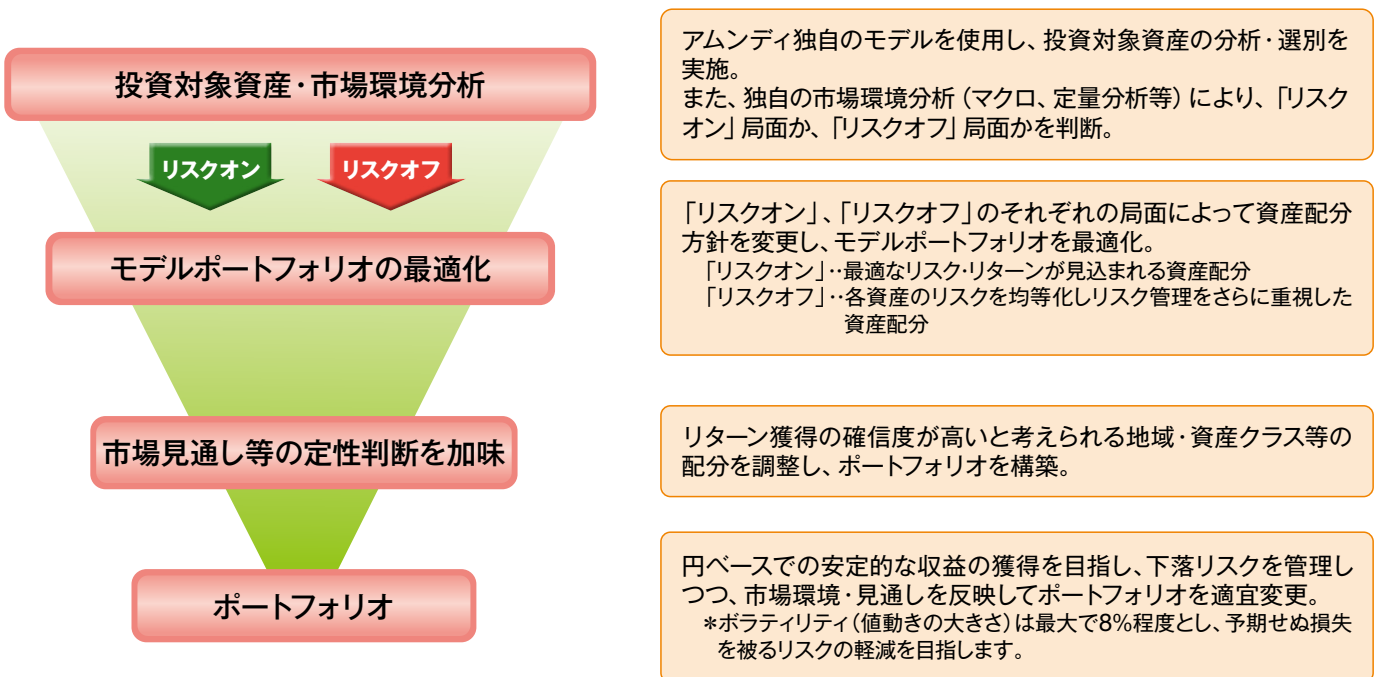 投資対象資産・市場環境分析
アムンディ独自のモデルを使用し、投資対象資産の分析・選別を
実施。
また、独自の市場環境分析（マクロ、定量分析等）により、「リスク
オン」局面か、「リスクオフ」局面かを判断。
リスクオン
リスクオフ
モデルポートフォリオの最適化
「リスクオン」、「リスクオフ」のそれぞれの局面によって資産配分
方針を変更し、モデルポートフォリオを最適化。
「リスクオン」‥最適なリスク・リターンが見込まれる資産配分
「リスクオフ」‥各資産のリスクを均等化しリスク管理をさらに重視した
資産配分
市場見通し等の定性判断を加味
リターン獲得の確信度が高いと考えられる地域・資産クラス等の
配分を調整し、ポートフォリオを構築。
ポートフォリオ
円ベースでの安定的な収益の獲得を目指し、下落リスクを管理し
つつ、市場環境・見通しを反映してポートフォリオを適宜変更。
＊ボラティリティ（値動きの大きさ）は最大で8％程度とし、予期せぬ損失
を被るリスクの軽減を目指します。